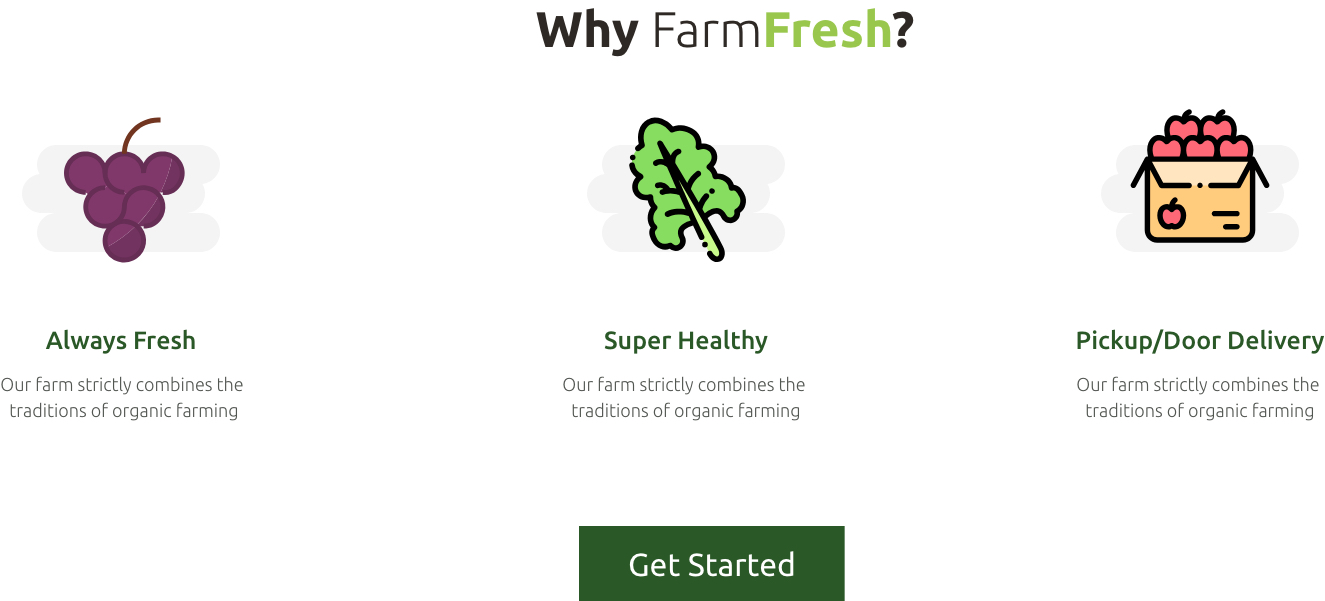 Why FarmFresh?
Always Fresh
Our farm strictly combines the
traditions of organic farming
Super Healthy
Our farm strictly combines the
traditions of organic farming
Pickup/Door Delivery
Our farm strictly combines the
traditions of organic farming
Get Started